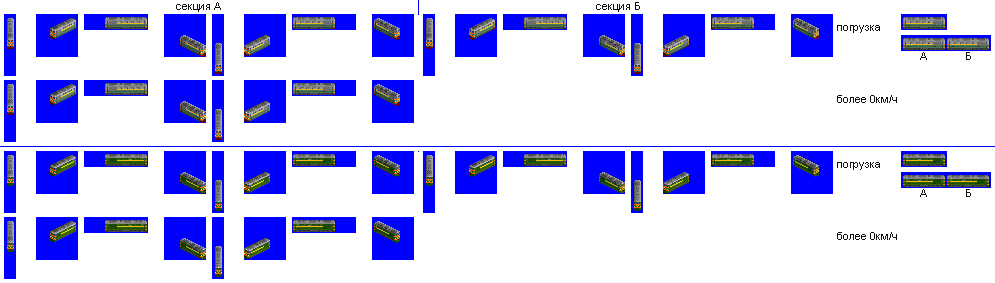 секция А
секция Б
погрузка
А Б
более 0км/ч
погрузка
А Б
более 0км/ч